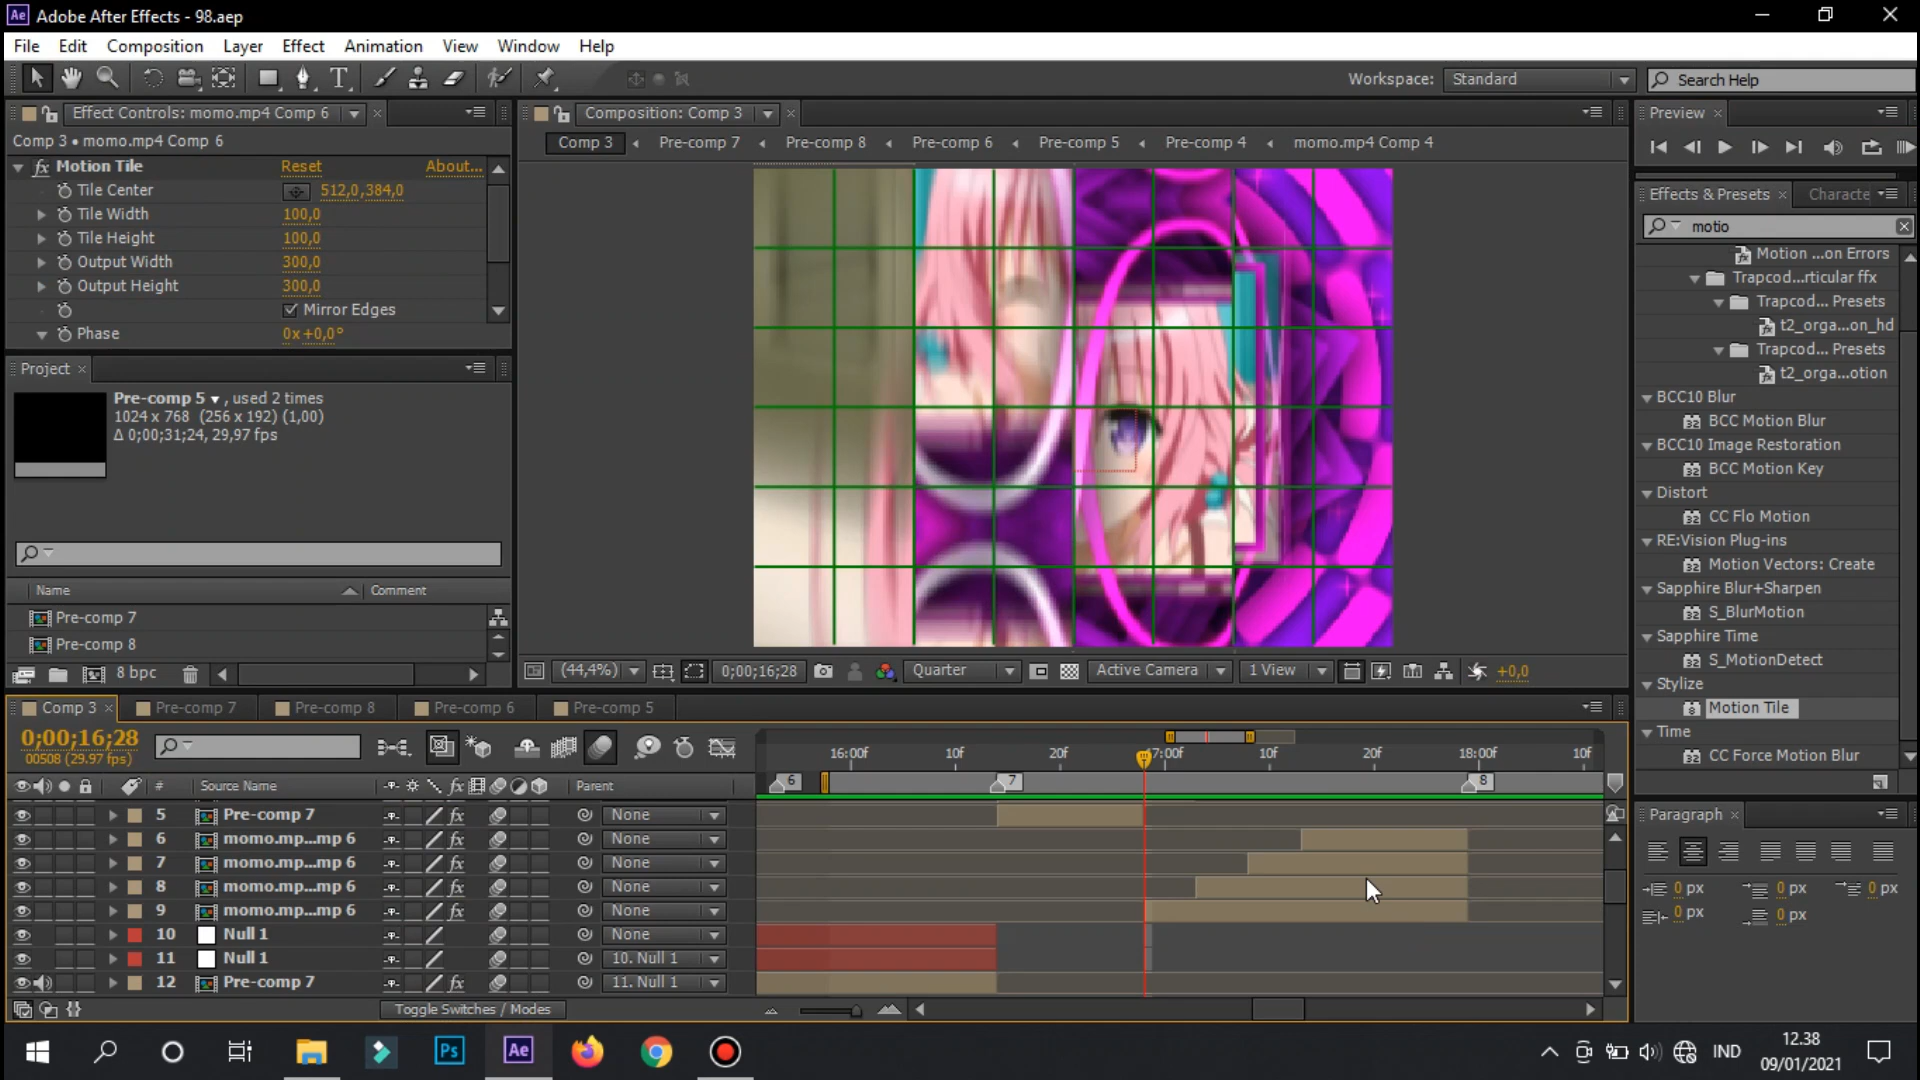 Adobe After Effects - 98.aep
File Edit Composition Layer Effect Animation View Window Help
Workspace: Standard
Search Help
Effect Controls: momo.mp4 Comp 6
Comp 3 • momo.mp4 Comp 6
fx Motion Tile Reset About...
Tile Center 512,0,384,0
Tile Width 100,0
Tile Height 100,0
Output Width 300,0
Output Height 300,0
Mirror Edges
Phase 0x+0,0°
Project
Pre-comp 5 , used 2 times
1024 x 768 (256 x 192) (1,00)
Δ 0;00;31;24, 29,97 fps
Name Comment
Pre-comp 7
Pre-comp 8
8 bpc
Composition: Comp 3
Comp 3 Pre-comp 7 Pre-comp 8 Pre-comp 6 Pre-comp 5 Pre-comp 4 momo.mp4 Comp 4
(44,4%) 0;00;16;28 Quarter Active Camera 1 View +0,0
Preview
Effects & Presets Characte
motio
Motion ...on Errors
Trapcod...rticular ffx
Trapcod... Presets
t2_orga...on_hd
Trapcod... Presets
t2_orga...otion
BCC10 Blur
BCC Motion Blur
BCC10 Image Restoration
BCC Motion Key
Distort
CC Flo Motion
RE:Vision Plug-ins
Motion Vectors: Create
Sapphire Blur+Sharpen
S_BlurMotion
Sapphire Time
S_MotionDetect
Stylize
Motion Tile
Time
CC Force Motion Blur
Paragraph
0 px 0 px 0 px
0 px 0 px
Comp 3 Pre-comp 7 Pre-comp 8 Pre-comp 6 Pre-comp 5
0;00;16;28
00508 (29.97 fps)
16:00f 10f 20f 17:00f 10f 20f 18:00f 10f
6 7 8
# Source Name fx Parent
5 Pre-comp 7 fx None
6 momo.mp...mp 6 fx None
7 momo.mp...mp 6 fx None
8 momo.mp...mp 6 fx None
9 momo.mp...mp 6 fx None
10 Null 1 None
11 Null 1 10. Null 1
12 Pre-comp 7 fx 11. Null 1
Toggle Switches / Modes
Ps Ae
IND
12.38
09/01/2021